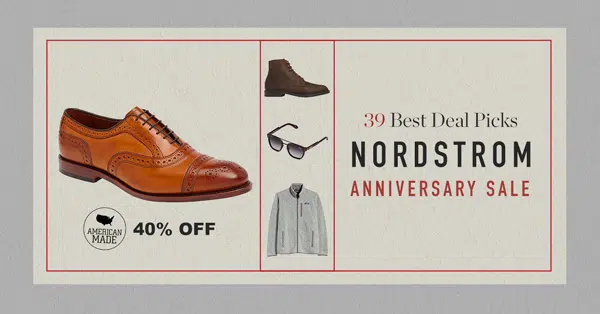 AMERICAN
MADE
40% OFF
39 Best Deal Picks
NORDSTROM
ANNIVERSARY SALE